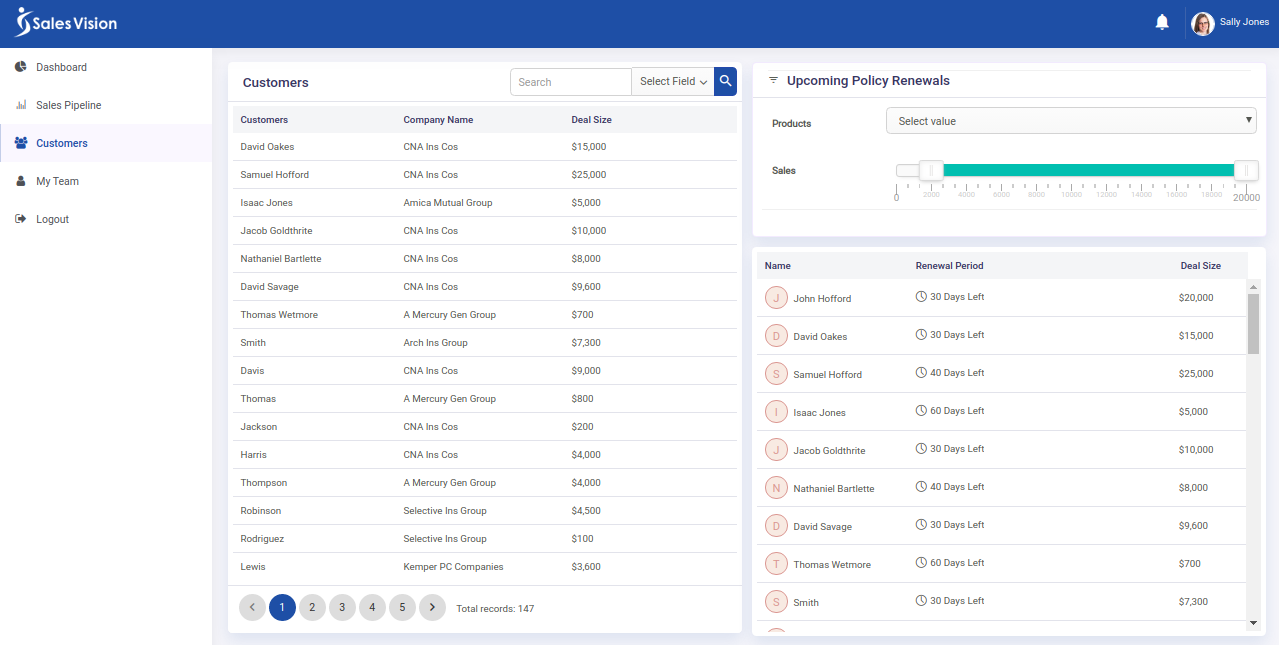 Sales Vision
Sally Jones
Dashboard
Sales Pipeline
Customers
My Team
Logout
Customers
Search
Select Field
Customers Company Name Deal Size
David Oakes CNA Ins Cos $15,000
Samuel Hofford CNA Ins Cos $25,000
Isaac Jones Amica Mutual Group $5,000
Jacob Goldthrite CNA Ins Cos $10,000
Nathaniel Bartlette CNA Ins Cos $8,000
David Savage CNA Ins Cos $9,600
Thomas Wetmore A Mercury Gen Group $700
Smith Arch Ins Group $7,300
Davis CNA Ins Cos $9,000
Thomas A Mercury Gen Group $800
Jackson CNA Ins Cos $200
Harris CNA Ins Cos $4,000
Thompson A Mercury Gen Group $4,000
Robinson Selective Ins Group $4,500
Rodriguez Selective Ins Group $100
Lewis Kemper PC Companies $3,600
1 2 3 4 5 Total records: 147
Upcoming Policy Renewals
Products Select value
Sales
0 2000 4000 6000 8000 10000 12000 14000 16000 18000 20000
Name Renewal Period Deal Size
J John Hofford 30 Days Left $20,000
D David Oakes 30 Days Left $15,000
S Samuel Hofford 40 Days Left $25,000
I Isaac Jones 60 Days Left $5,000
J Jacob Goldthrite 30 Days Left $10,000
N Nathaniel Bartlette 40 Days Left $8,000
D David Savage 30 Days Left $9,600
T Thomas Wetmore 60 Days Left $700
S Smith 30 Days Left $7,300